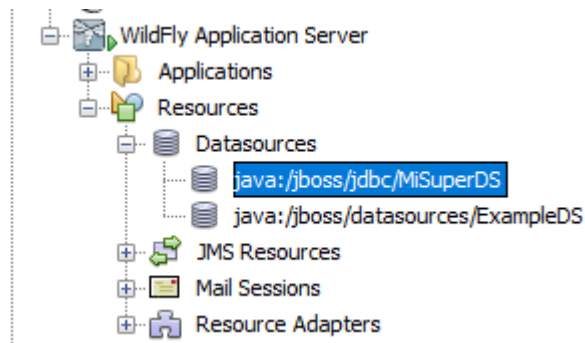 WildFly Application Server
Applications
Resources
Datasources
java:/jboss/jdbc/MiSuperDS
java:/jboss/datasources/ExampleDS
JMS Resources
Mail Sessions
Resource Adapters